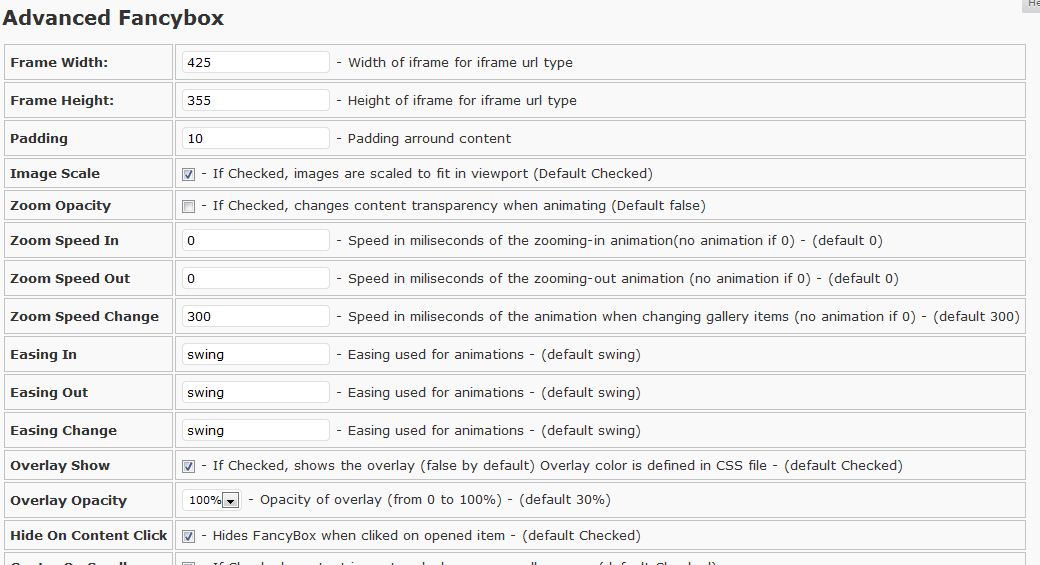 He
Advanced Fancybox
Frame Width: 425 - Width of iframe for iframe url type
Frame Height: 355 - Height of iframe for iframe url type
Padding 10 - Padding arround content
Image Scale - If Checked, images are scaled to fit in viewport (Default Checked)
Zoom Opacity - If Checked, changes content transparency when animating (Default false)
Zoom Speed In 0 - Speed in miliseconds of the zooming-in animation(no animation if 0) - (default 0)
Zoom Speed Out 0 - Speed in miliseconds of the zooming-out animation (no animation if 0) - (default 0)
Zoom Speed Change 300 - Speed in miliseconds of the animation when changing gallery items (no animation if 0) - (default 300)
Easing In swing - Easing used for animations - (default swing)
Easing Out swing - Easing used for animations - (default swing)
Easing Change swing - Easing used for animations - (default swing)
Overlay Show - If Checked, shows the overlay (false by default) Overlay color is defined in CSS file - (default Checked)
Overlay Opacity 100% - Opacity of overlay (from 0 to 100%) - (default 30%)
Hide On Content Click - Hides FancyBox when cliked on opened item - (default Checked)